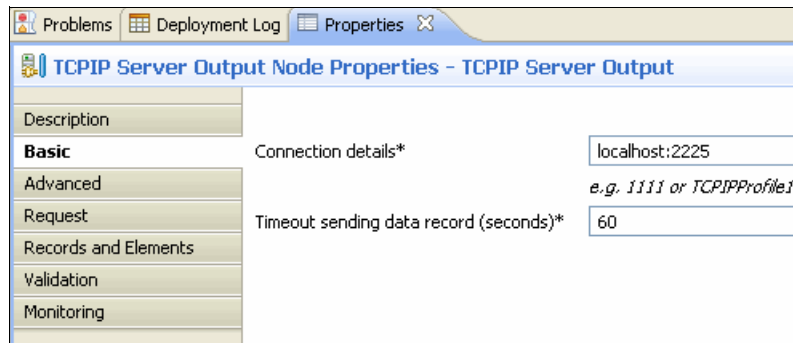 Problems Deployment Log Properties
TCPIP Server Output Node Properties - TCPIP Server Output
Description
Basic
Connection details* localhost:2225
Advanced
e.g. 1111 or TCPIPProfile1
Request
Timeout sending data record (seconds)* 60
Records and Elements
Validation
Monitoring